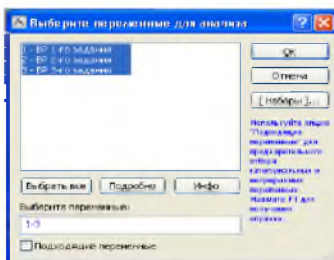 Выберите переменные для анализа
1 - ВР 1-го задания
2 - ВР 2-го задания
3 - ВР 3-го задания
ОК
Отмена
[Наборы]...
Используйте опцию
"Подходящие
переменные" для
предварительного
отбора
категориальных и
непрерывных
переменных.
Нажмите F1 для
получения
справки.
Выбрать все
Подробно
Инфо
Выберите переменные:
1-3
Подходящие переменные